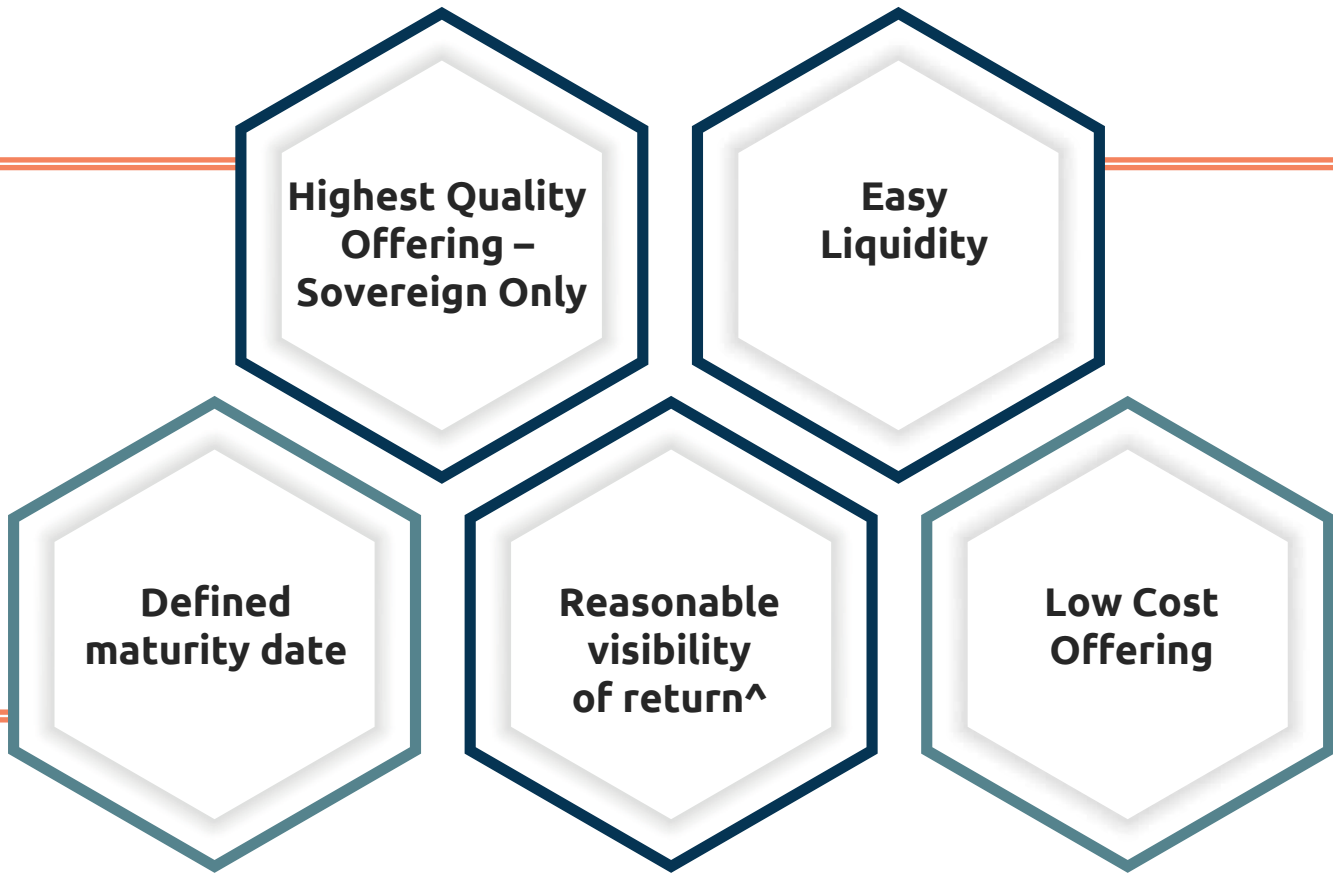 Highest Quality
Offering –
Sovereign Only
Easy
Liquidity
Defined
maturity date
Reasonable
visibility
of return^
Low Cost
Offering